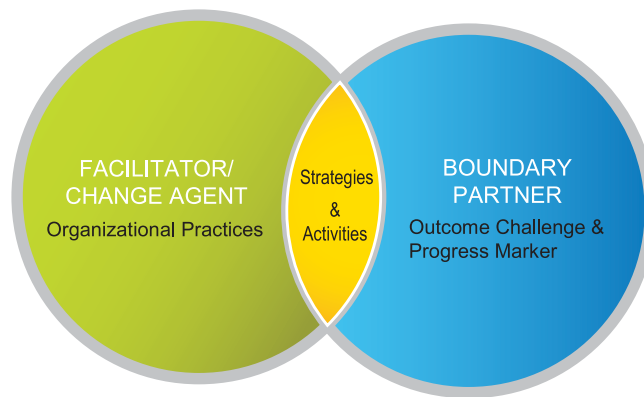 FACILITATOR/
CHANGE AGENT
Organizational Practices
Strategies
&
Activities
BOUNDARY
PARTNER
Outcome Challenge &
Progress Marker